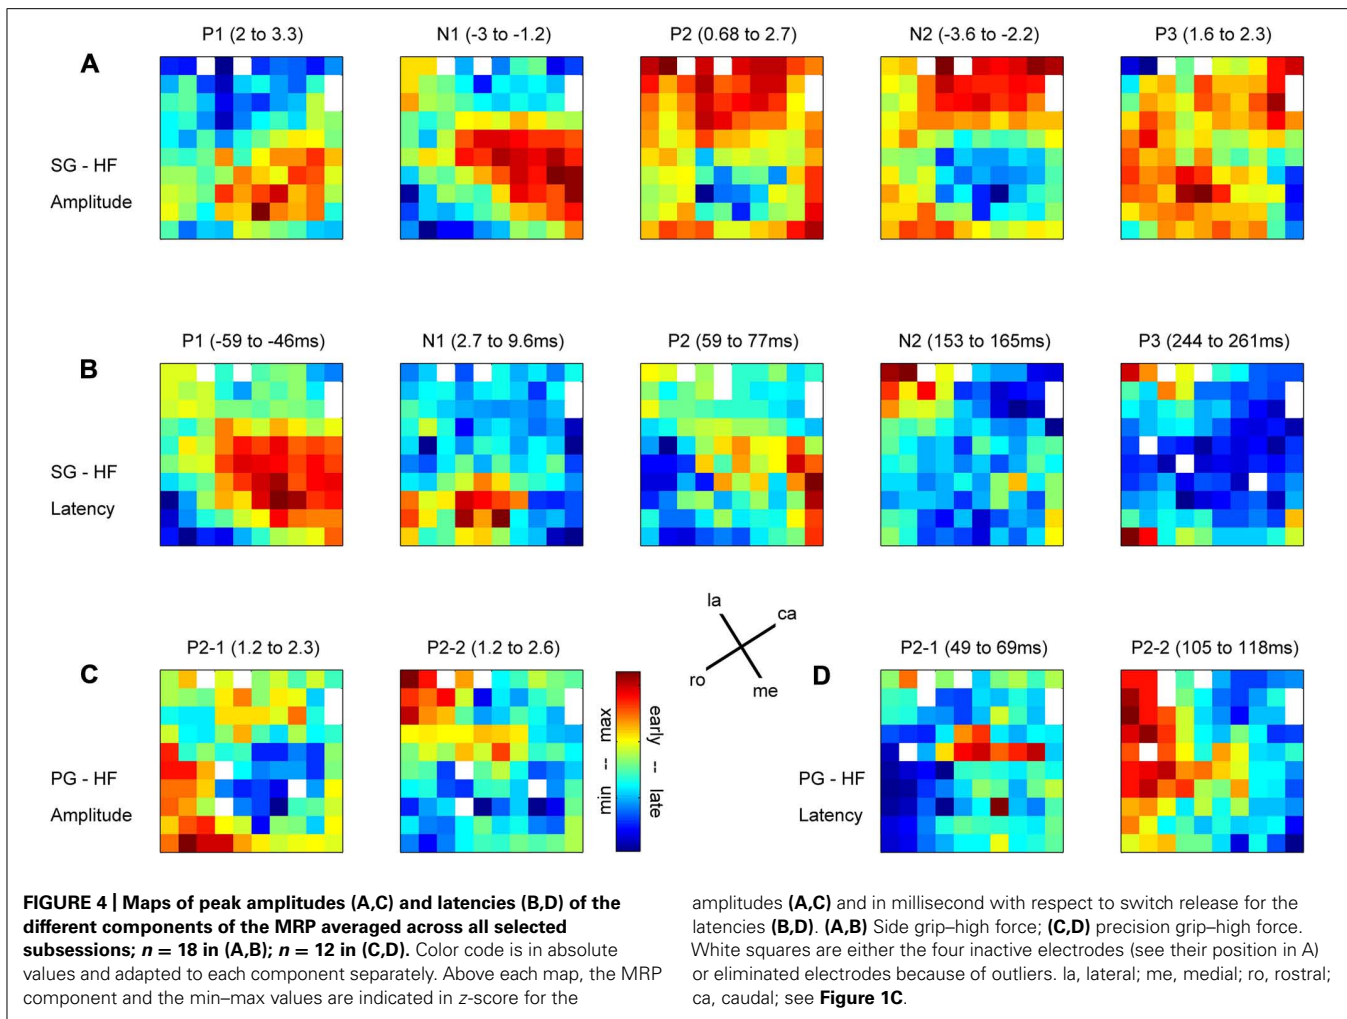 P1 (2 to 3.3)
N1 (-3 to -1.2)
P2 (0.68 to 2.7)
N2 (-3.6 to -2.2)
P3 (1.6 to 2.3)
A
SG - HF
Amplitude
P1 (-59 to -46ms)
N1 (2.7 to 9.6ms)
P2 (59 to 77ms)
N2 (153 to 165ms)
P3 (244 to 261ms)
B
SG - HF
Latency
la
ca
ro
me
P2-1 (1.2 to 2.3)
P2-2 (1.2 to 2.6)
P2-1 (49 to 69ms)
P2-2 (105 to 118ms)
C
min -- max
early -- late
D
PG - HF
Amplitude
PG - HF
Latency
FIGURE 4 | Maps of peak amplitudes (A,C) and latencies (B,D) of the
different components of the MRP averaged across all selected
subsessions; n = 18 in (A,B); n = 12 in (C,D). Color code is in absolute
values and adapted to each component separately. Above each map, the MRP
component and the min–max values are indicated in z-score for the
amplitudes (A,C) and in millisecond with respect to switch release for the
latencies (B,D). (A,B) Side grip–high force; (C,D) precision grip–high force.
White squares are either the four inactive electrodes (see their position in A)
or eliminated electrodes because of outliers. la, lateral; me, medial; ro, rostral;
ca, caudal; see Figure 1C.